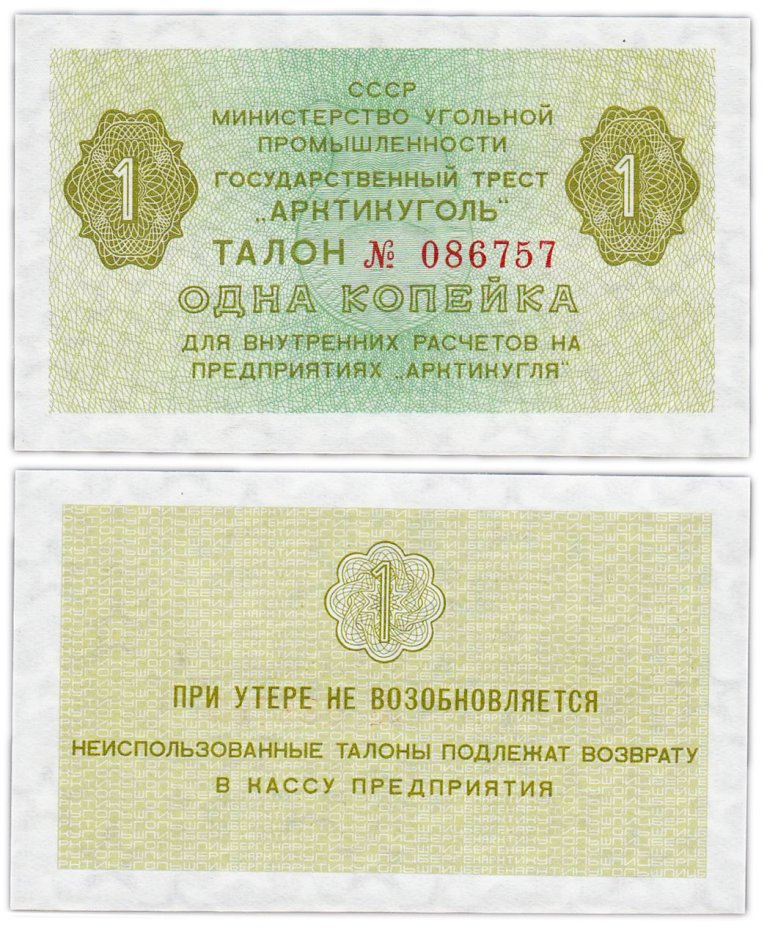 СССР
МИНИСТЕРСТВО УГОЛЬНОЙ
ПРОМЫШЛЕННОСТИ
ГОСУДАРСТВЕННЫЙ ТРЕСТ
„АРКТИКУГОЛЬ"
1
1
ТАЛОН № 086757
ОДНА КОПЕЙКА
ДЛЯ ВНУТРЕННИХ РАСЧЕТОВ НА
ПРЕДПРИЯТИЯХ „АРКТИКУГЛЯ"
1
ПРИ УТЕРЕ НЕ ВОЗОБНОВЛЯЕТСЯ
НЕИСПОЛЬЗОВАННЫЕ ТАЛОНЫ ПОДЛЕЖАТ ВОЗВРАТУ
В КАССУ ПРЕДПРИЯТИЯ